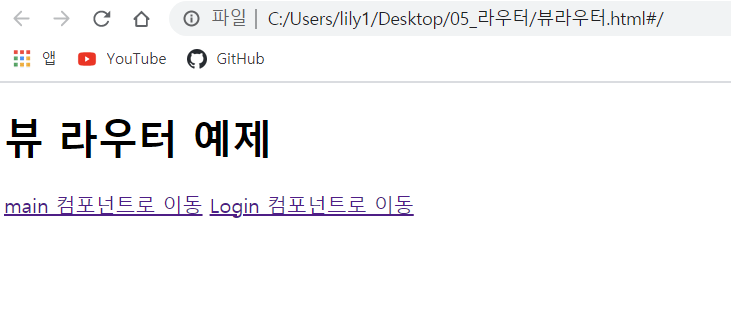 파일 | C:/Users/lily1/Desktop/05_라우터/뷰라우터.html#/
앱 YouTube GitHub
뷰 라우터 예제
main 컴포넌트로 이동 Login 컴포넌트로 이동